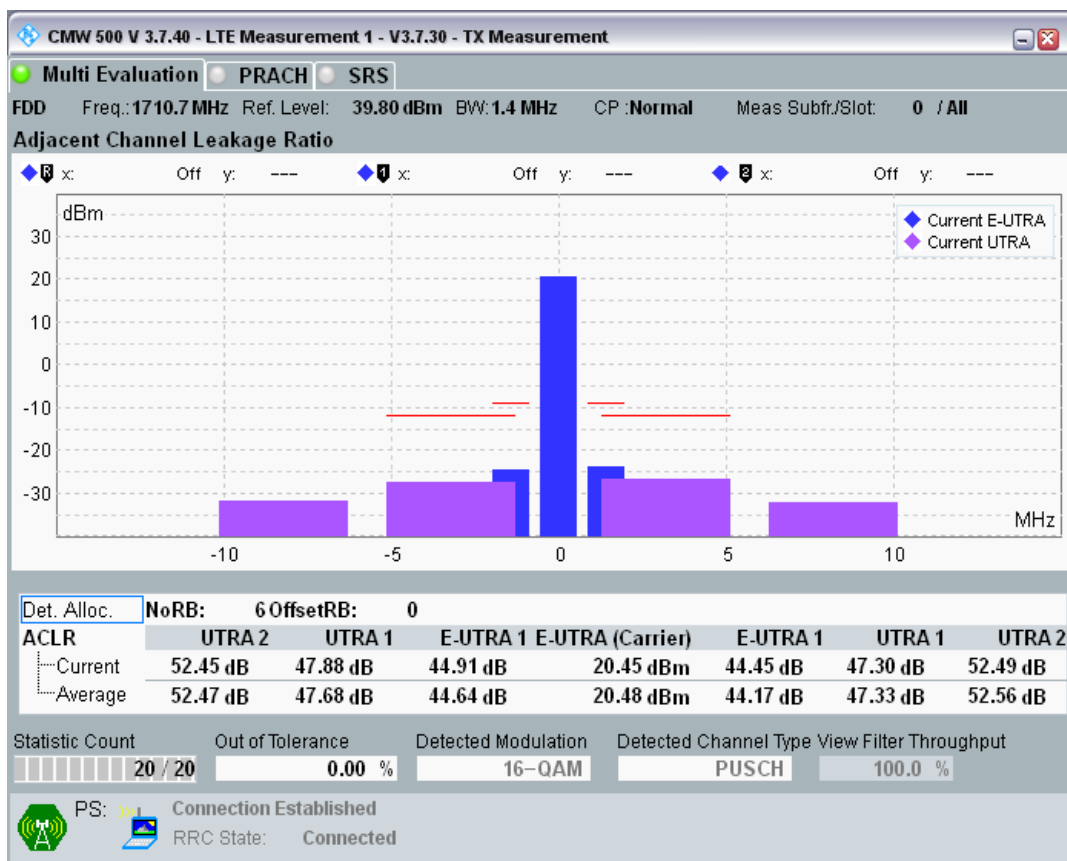 CMW 500 V 3.7.40 - LTE Measurement 1 - V3.7.30 - TX Measurement
Multi Evaluation PRACH SRS
FDD Freq.: 1710.7 MHz Ref. Level: 39.80 dBm BW: 1.4 MHz CP :Normal Meas Subfr./Slot: 0 / All
Adjacent Channel Leakage Ratio
R x: Off y: --- 1 x: Off y: --- 2 x: Off y: ---
dBm
Current E-UTRA
Current UTRA
30
20
10
0
-10
-20
-30
MHz
-10 -5 0 5 10
Det. Alloc. NoRB: 6 OffsetRB: 0
ACLR UTRA 2 UTRA 1 E-UTRA 1 E-UTRA (Carrier) E-UTRA 1 UTRA 1 UTRA 2
Current 52.45 dB 47.88 dB 44.91 dB 20.45 dBm 44.45 dB 47.30 dB 52.49 dB
Average 52.47 dB 47.68 dB 44.64 dB 20.48 dBm 44.17 dB 47.33 dB 52.56 dB
Statistic Count Out of Tolerance Detected Modulation Detected Channel Type View Filter Throughput
20 / 20 0.00 % 16-QAM PUSCH 100.0 %
PS: Connection Established
RRC State: Connected